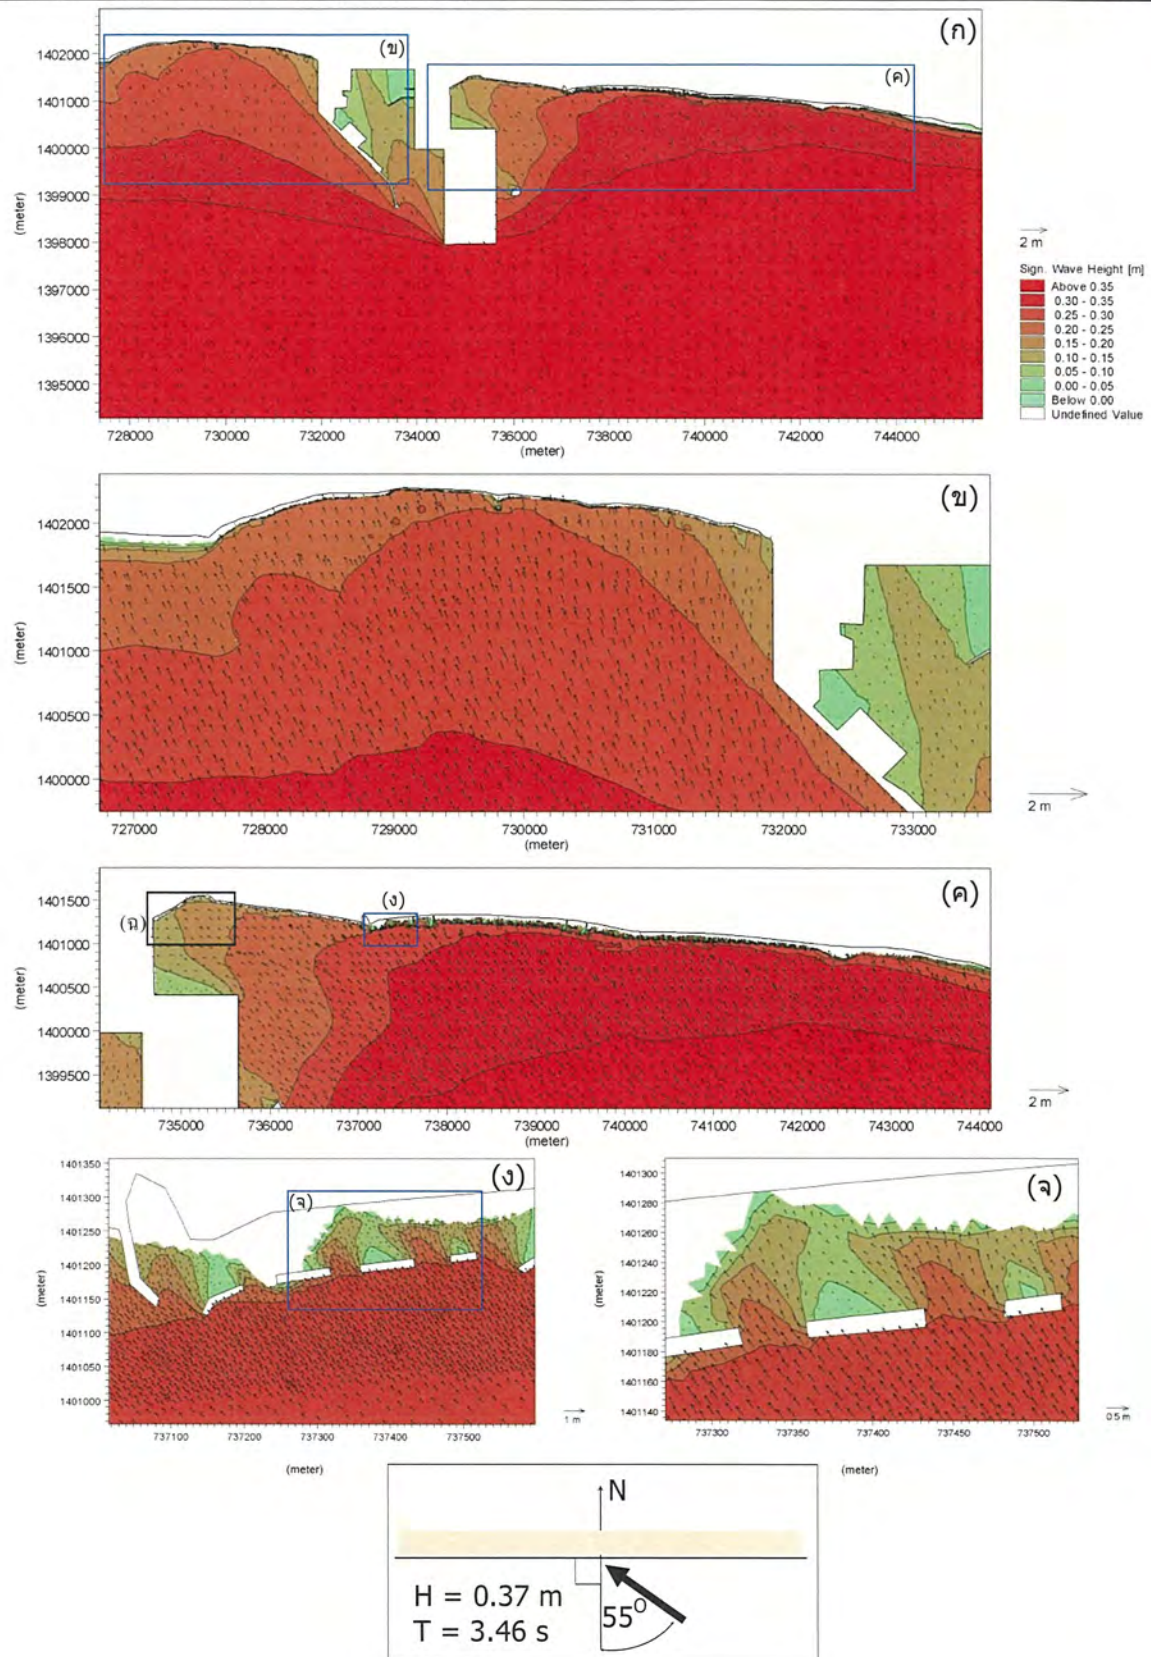 (ก)
(ข)
(ค)
1402000
1401000
1400000
1399000
1398000
1397000
1396000
1395000
(meter)
728000 730000 732000 734000 736000 738000 740000 742000 744000
(meter)
2 m
Sign. Wave Height [m]
Above 0.35
0.30 - 0.35
0.25 - 0.30
0.20 - 0.25
0.15 - 0.20
0.10 - 0.15
0.05 - 0.10
0.00 - 0.05
Below 0.00
Undefined Value
(ข)
1402000
1401500
1401000
1400500
1400000
(meter)
727000 728000 729000 730000 731000 732000 733000
(meter)
2 m
(ค)
(ฉ)
(ง)
1401500
1401000
1400500
1400000
1399500
(meter)
735000 736000 737000 738000 739000 740000 741000 742000 743000 744000
(meter)
2 m
(ง)
(จ)
1401350
1401300
1401250
1401200
1401150
1401100
1401050
1401000
(meter)
737100 737200 737300 737400 737500
(meter)
1 m
(จ)
1401300
1401280
1401260
1401240
1401220
1401200
1401180
1401160
1401140
(meter)
737300 737350 737400 737450 737500
(meter)
0.5 m
N
H = 0.37 m
T = 3.46 s
55°